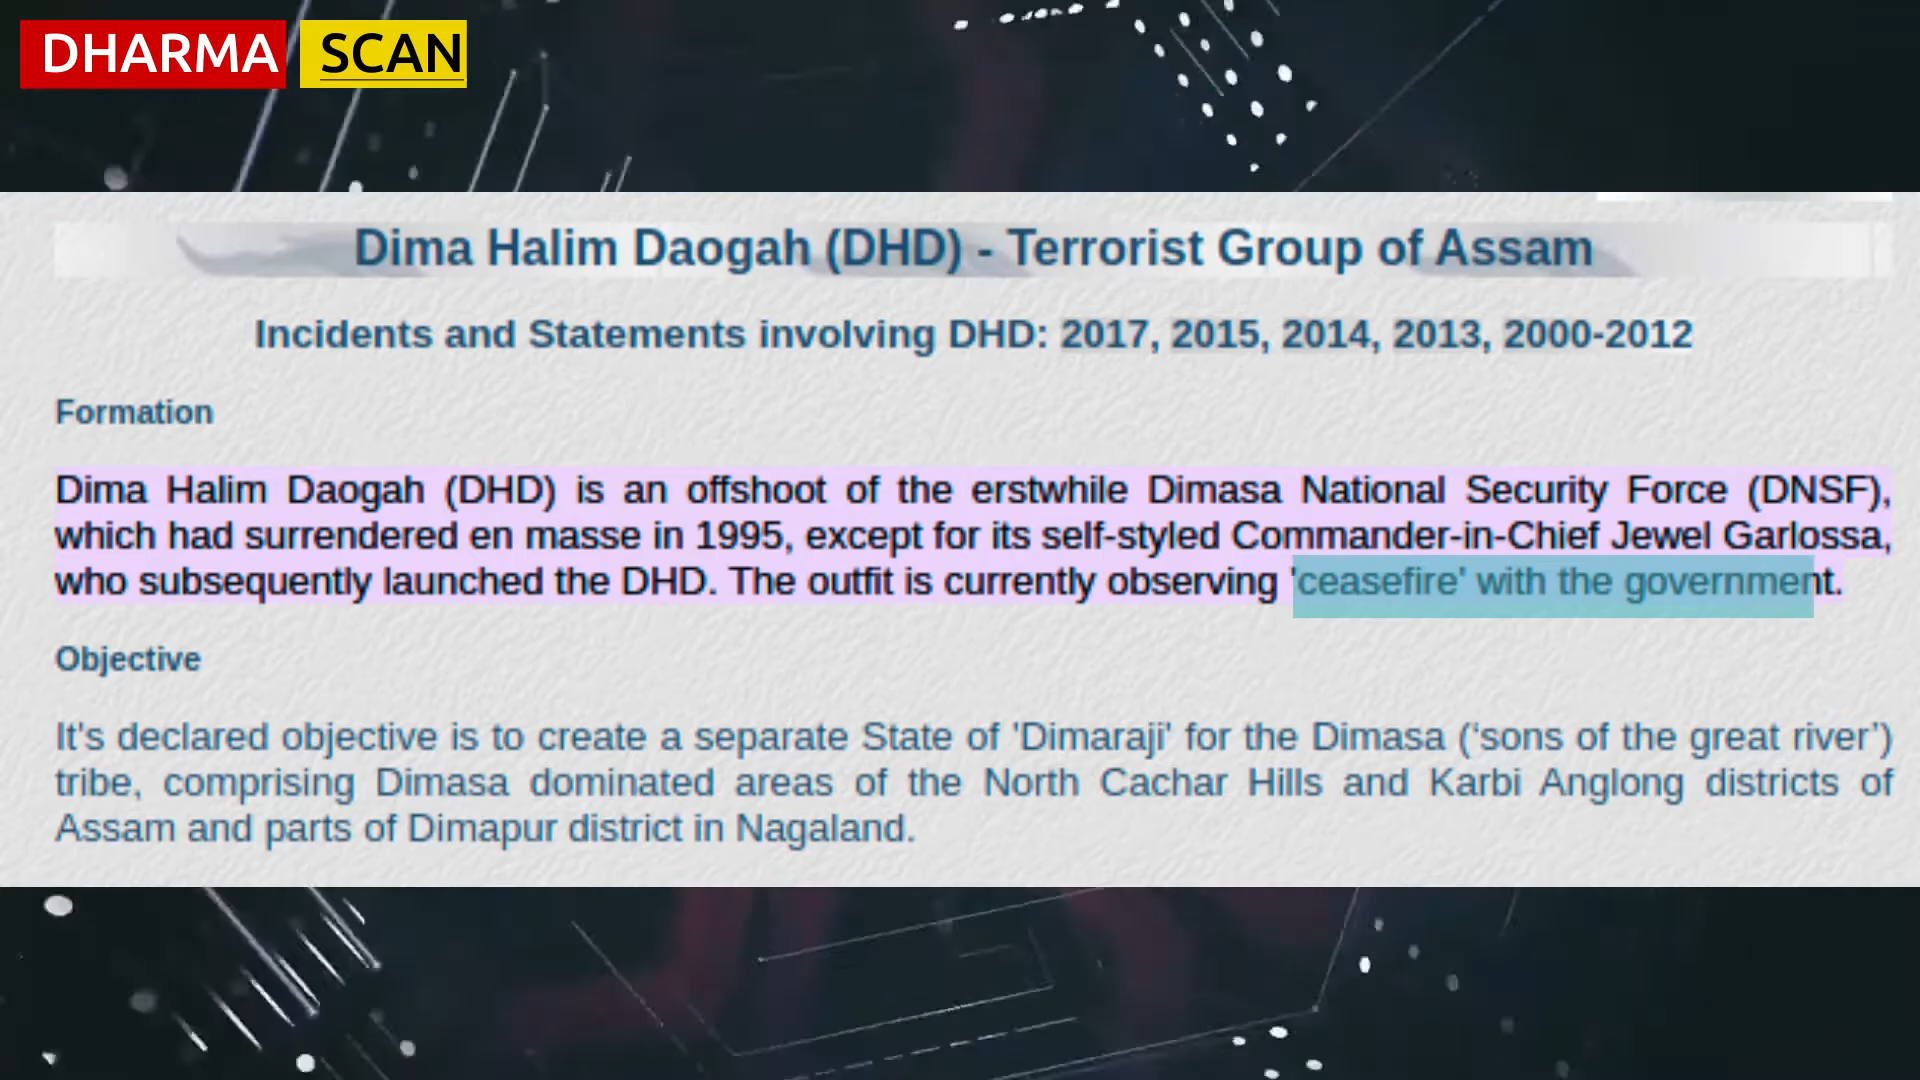 DHARMA SCAN
Dima Halim Daogah (DHD) - Terrorist Group of Assam
Incidents and Statements involving DHD: 2017, 2015, 2014, 2013, 2000-2012
Formation
Dima Halim Daogah (DHD) is an offshoot of the erstwhile Dimasa National Security Force (DNSF),
which had surrendered en masse in 1995, except for its self-styled Commander-in-Chief Jewel Garlossa,
who subsequently launched the DHD. The outfit is currently observing 'ceasefire' with the government.
Objective
It's declared objective is to create a separate State of 'Dimaraji' for the Dimasa (‘sons of the great river’)
tribe, comprising Dimasa dominated areas of the North Cachar Hills and Karbi Anglong districts of
Assam and parts of Dimapur district in Nagaland.